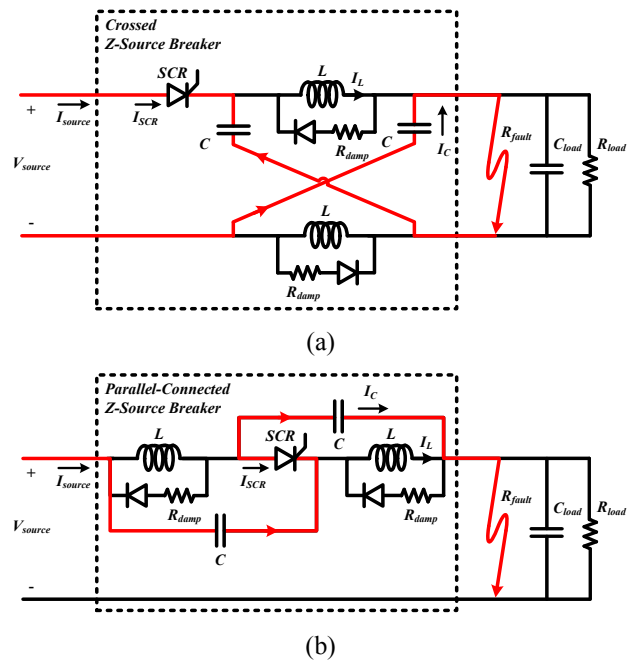 Crossed
Z-Source Breaker
SCR
L
I_L
+
I_source
I_SCR
C
R_damp
C
I_C
R_fault
C_load
R_load
V_source
-
L
R_damp
(a)
Parallel-Connected
Z-Source Breaker
I_C
C
L
SCR
L
I_L
+
I_source
I_SCR
R_damp
R_damp
R_fault
C_load
R_load
V_source
C
-
(b)